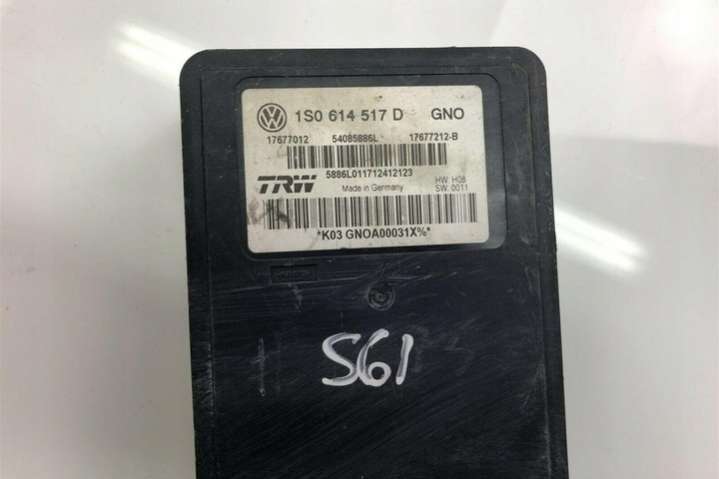 1S0 614 517 D GNO
17677012 54085886L 17677212-B
5886L011712412123
TRW Made in Germany HW: H08
SW: 0011
*K03 GNOA00031X%*
S61